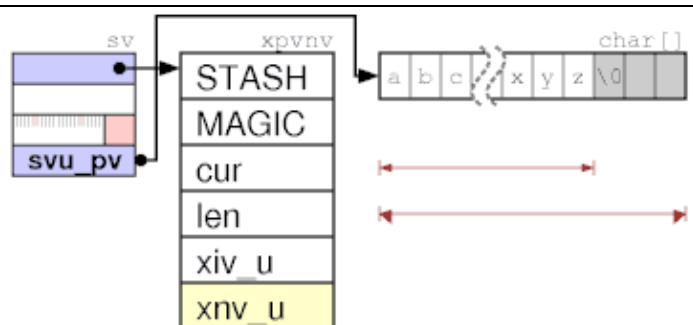 sv
xpvnv
char[]
STASH
a b c x y z \0
MAGIC
svu_pv
cur
len
xiv_u
xnv_u